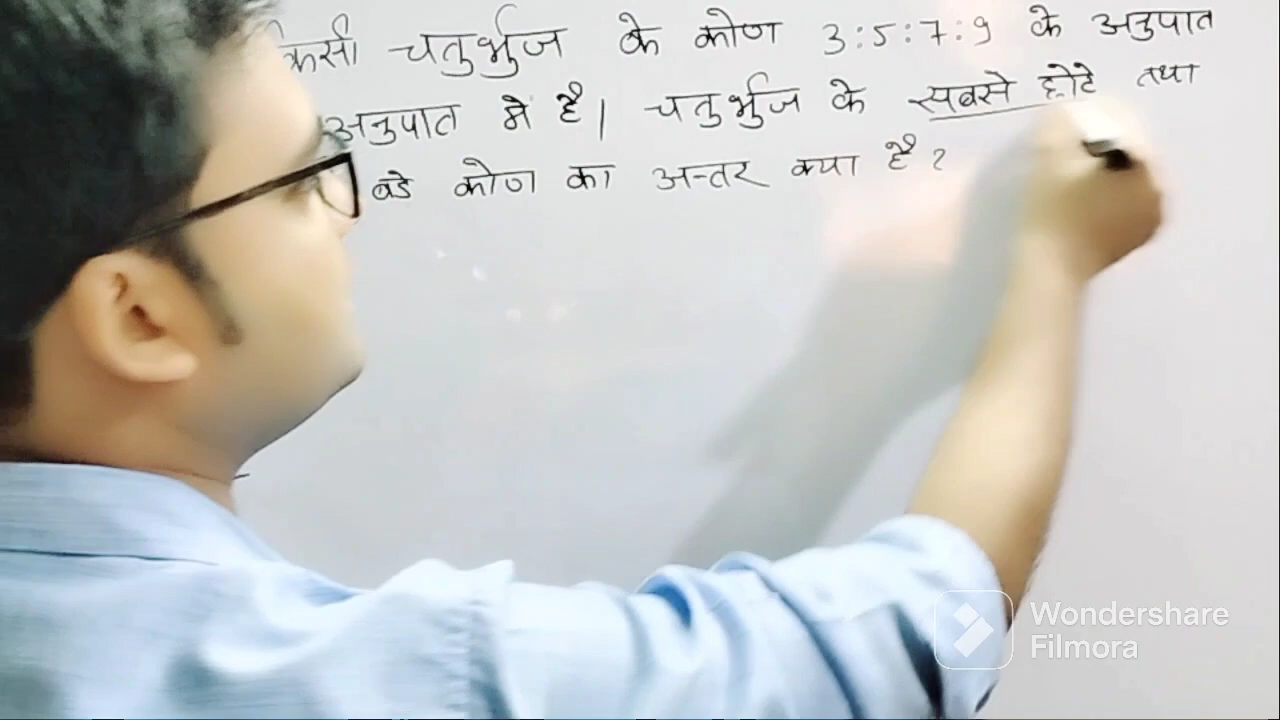 किसी चतुर्भुज के कोण 3:5:7:9 के अनुपात
अनुपात मे है। चतुर्भुज के सबसे छोटे तथा
बडे कोण का अन्तर क्या है?
Wondershare
Filmora